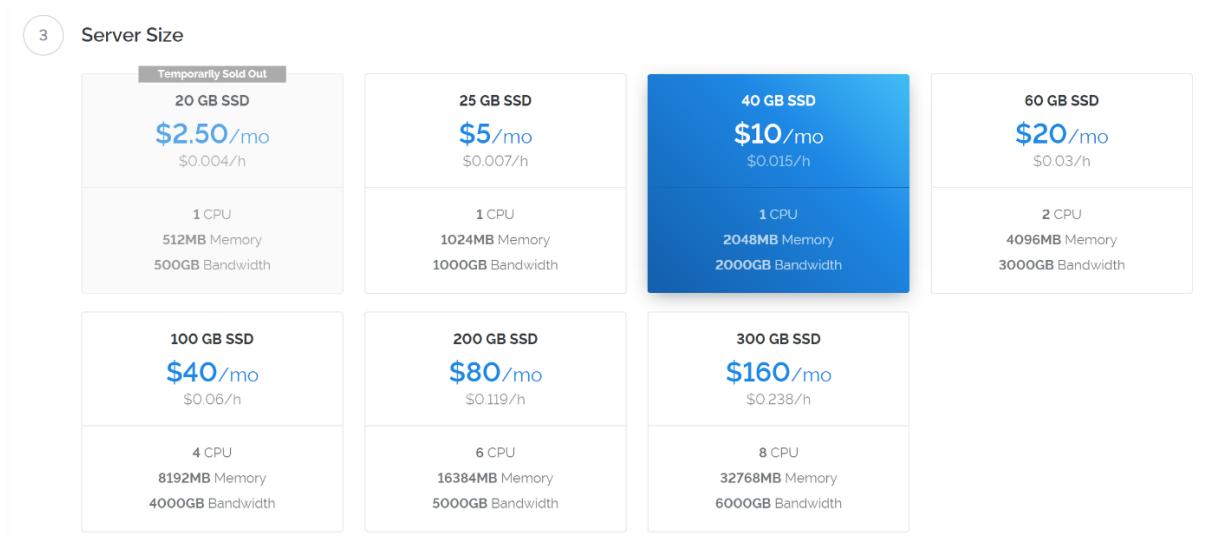 3
Server Size
Temporarily Sold Out
20 GB SSD
$2.50/mo
$0.004/h
1 CPU
512MB Memory
500GB Bandwidth
25 GB SSD
$5/mo
$0.007/h
1 CPU
1024MB Memory
1000GB Bandwidth
40 GB SSD
$10/mo
$0.015/h
1 CPU
2048MB Memory
2000GB Bandwidth
60 GB SSD
$20/mo
$0.03/h
2 CPU
4096MB Memory
3000GB Bandwidth
100 GB SSD
$40/mo
$0.06/h
4 CPU
8192MB Memory
4000GB Bandwidth
200 GB SSD
$80/mo
$0.119/h
6 CPU
16384MB Memory
5000GB Bandwidth
300 GB SSD
$160/mo
$0.238/h
8 CPU
32768MB Memory
6000GB Bandwidth